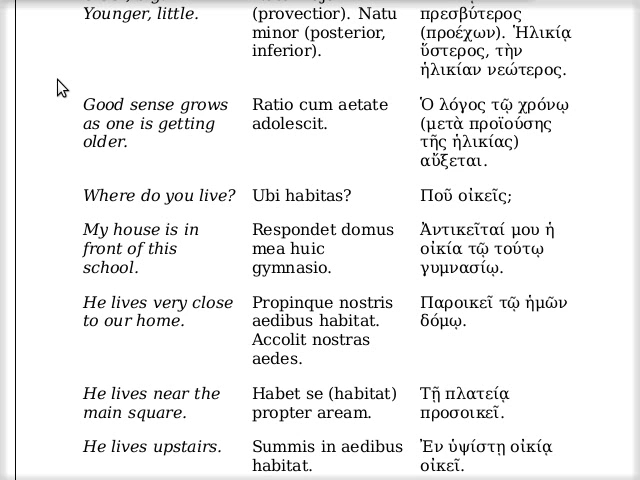 Younger, little.
(provectior). Natu
minor (posterior,
inferior).
πρεσβύτερος
(προέχων). Ἡλικίᾳ
ὕστερος, τὴν
ἡλικίαν νεώτερος.
Good sense grows
as one is getting
older.
Ratio cum aetate
adolescit.
Ὁ λόγος τῷ χρόνῳ
(μετὰ προϊούσης
τῆς ἡλικίας)
αὔξεται.
Where do you live?
Ubi habitas?
Ποῦ οἰκεῖς;
My house is in
front of this
school.
Respondet domus
mea huic
gymnasio.
Ἀντικεῖταί μου ἡ
οἰκία τῷ τούτῳ
γυμνασίῳ.
He lives very close
to our home.
Propinque nostris
aedibus habitat.
Accolit nostras
aedes.
Παροικεῖ τῷ ἡμῶν
δόμῳ.
He lives near the
main square.
Habet se (habitat)
propter aream.
Τῇ πλατείᾳ
προσοικεῖ.
He lives upstairs.
Summis in aedibus
habitat.
Ἐν ὑψίστῃ οἰκίᾳ
οἰκεῖ.